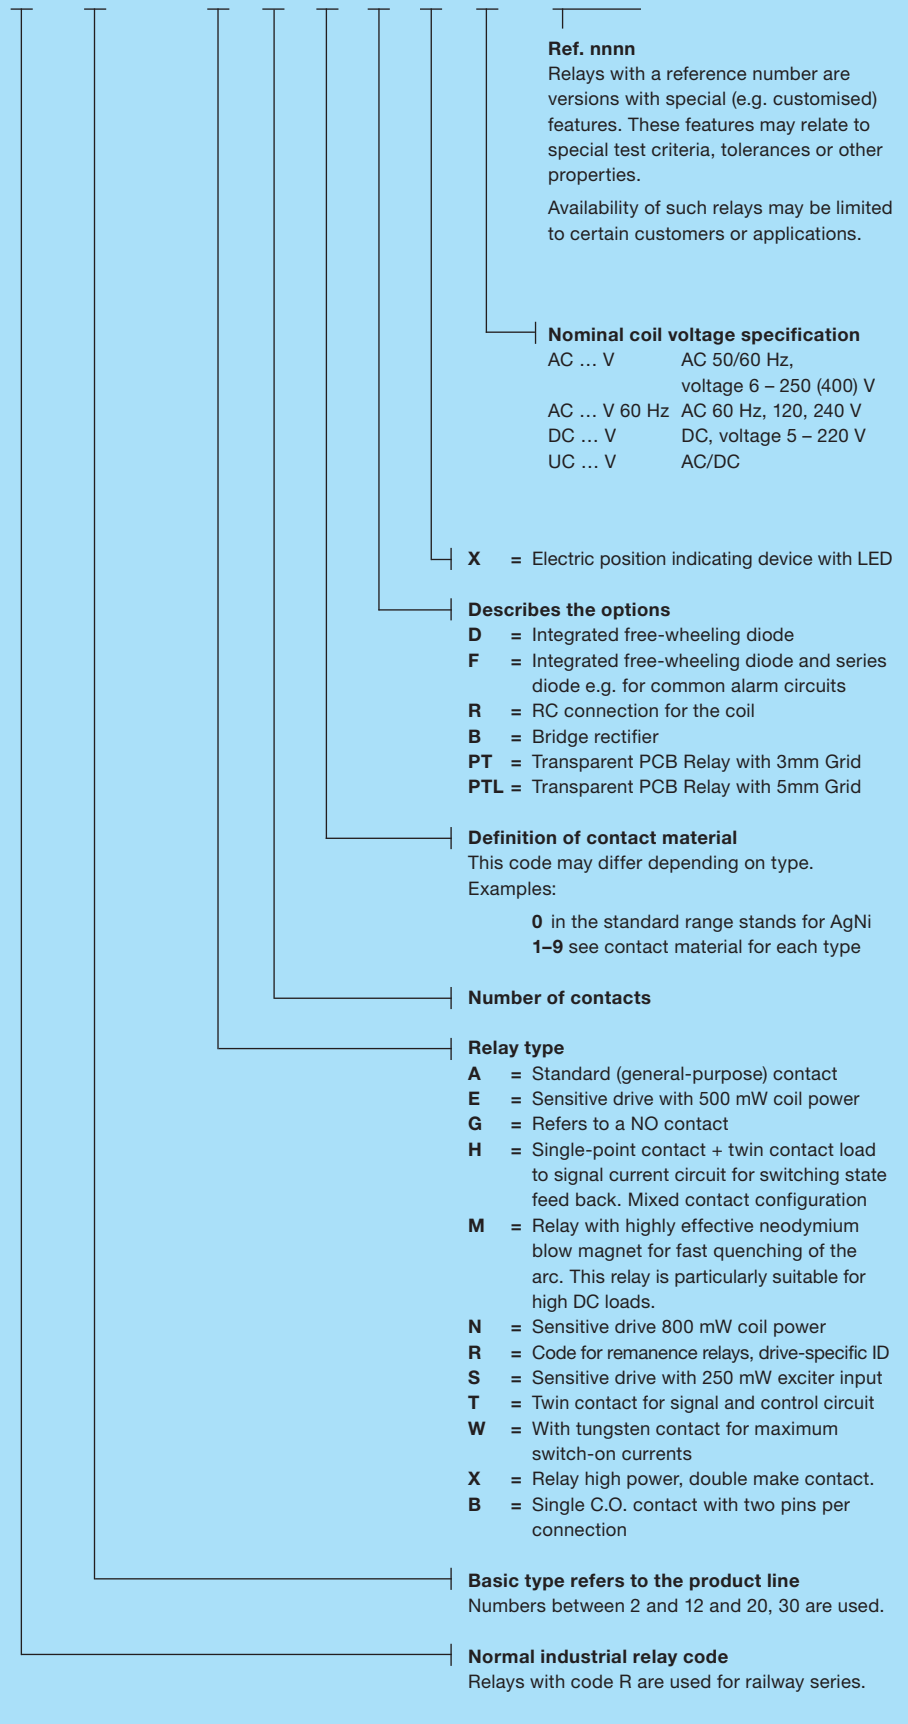 Ref. nnnn
Relays with a reference number are
versions with special (e.g. customised)
features. These features may relate to
special test criteria, tolerances or other
properties.
Availability of such relays may be limited
to certain customers or applications.
Nominal coil voltage specification
AC … V AC 50/60 Hz,
voltage 6 – 250 (400) V
AC … V 60 Hz AC 60 Hz, 120, 240 V
DC … V DC, voltage 5 – 220 V
UC … V AC/DC
X = Electric position indicating device with LED
Describes the options
D = Integrated free-wheeling diode
F = Integrated free-wheeling diode and series
diode e.g. for common alarm circuits
R = RC connection for the coil
B = Bridge rectifier
PT = Transparent PCB Relay with 3mm Grid
PTL = Transparent PCB Relay with 5mm Grid
Definition of contact material
This code may differ depending on type.
Examples:
0 in the standard range stands for AgNi
1–9 see contact material for each type
Number of contacts
Relay type
A = Standard (general-purpose) contact
E = Sensitive drive with 500 mW coil power
G = Refers to a NO contact
H = Single-point contact + twin contact load
to signal current circuit for switching state
feed back. Mixed contact configuration
M = Relay with highly effective neodymium
blow magnet for fast quenching of the
arc. This relay is particularly suitable for
high DC loads.
N = Sensitive drive 800 mW coil power
R = Code for remanence relays, drive-specific ID
S = Sensitive drive with 250 mW exciter input
T = Twin contact for signal and control circuit
W = With tungsten contact for maximum
switch-on currents
X = Relay high power, double make contact.
B = Single C.O. contact with two pins per
connection
Basic type refers to the product line
Numbers between 2 and 12 and 20, 30 are used.
Normal industrial relay code
Relays with code R are used for railway series.